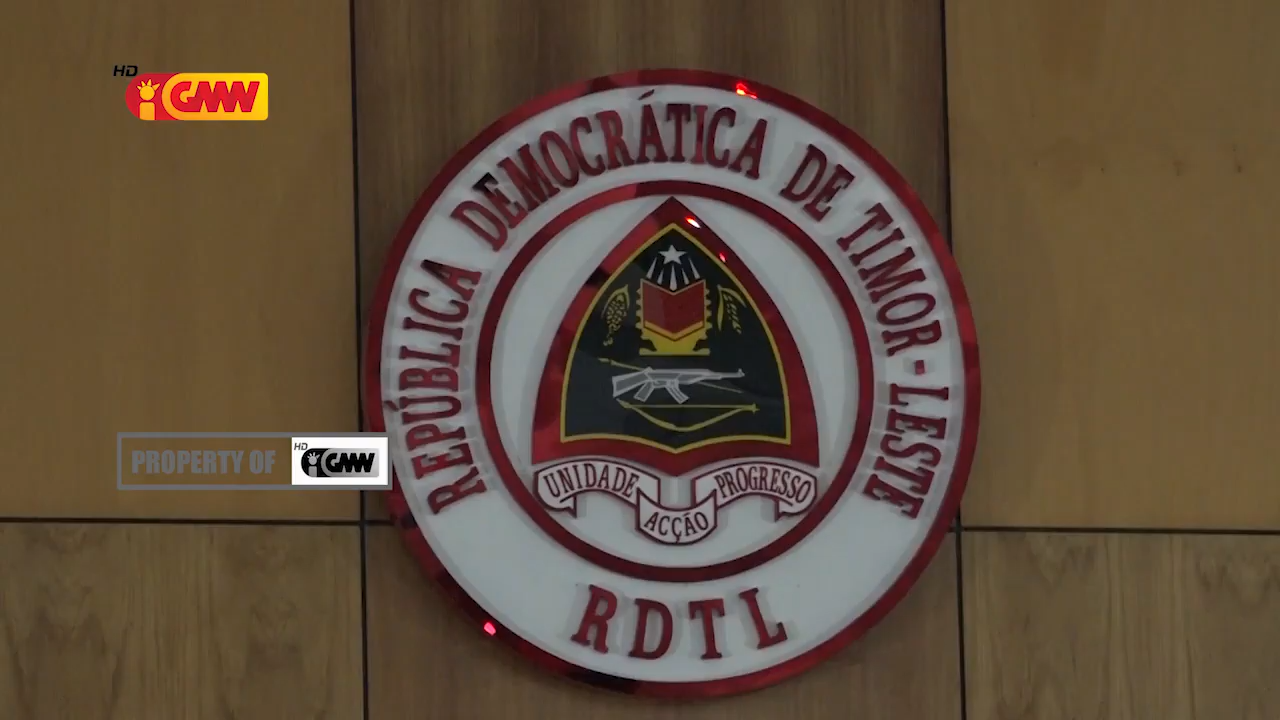 HD
GMN
REPÚBLICA DEMOCRÁTICA DE TIMOR-LESTE
UNIDADE ACÇÃO PROGRESSO
RDTL
PROPERTY OF
HD
GMN